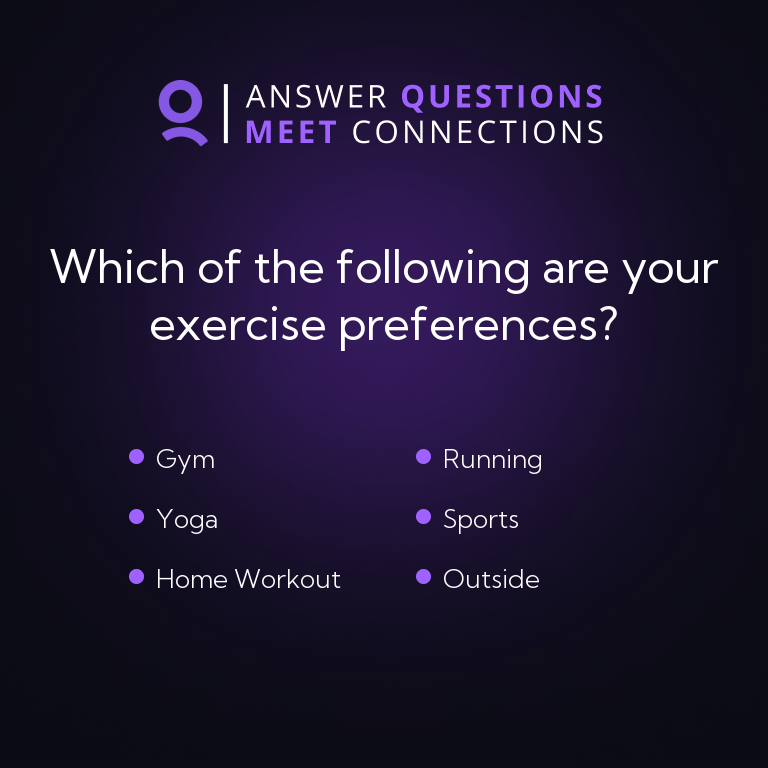 ANSWER QUESTIONS
MEET CONNECTIONS
Which of the following are your
exercise preferences?
Gym
Yoga
Home Workout
Running
Sports
Outside